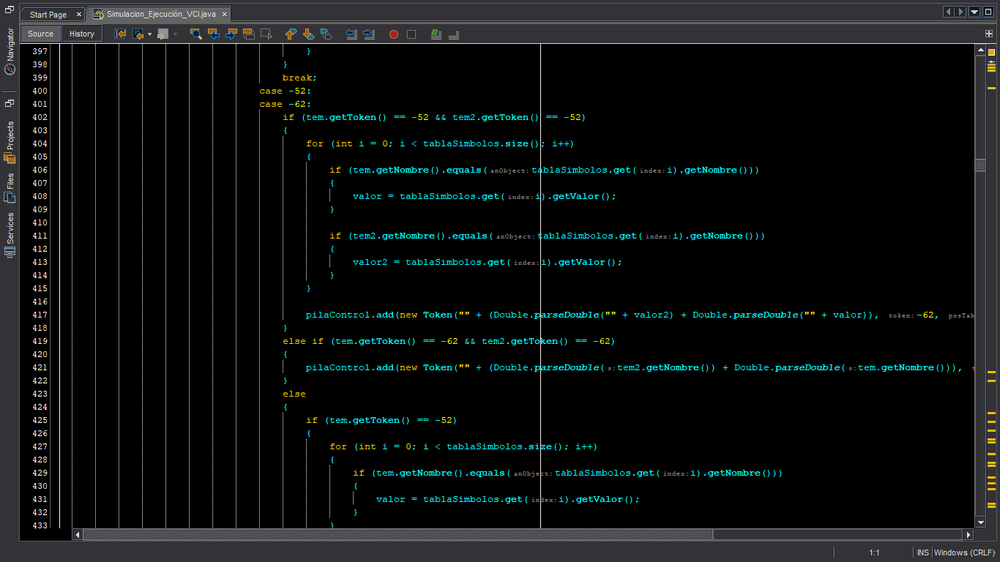 Start Page
Simulacion_Ejecución_VCI.java
Source History
Navigator
Projects
Files
Services
397 }
398 }
399 break;
400 case -52:
401 case -62:
402 if (tem.getToken() == -52 && tem2.getToken() == -52)
403 {
404 for (int i = 0; i < tablaSimbolos.size(); i++)
405 {
406 if (tem.getNombre().equals( anObject: tablaSimbolos.get( index: i).getNombre()))
407 {
408 valor = tablaSimbolos.get( index: i).getValor();
409 }
410
411 if (tem2.getNombre().equals( anObject: tablaSimbolos.get( index: i).getNombre()))
412 {
413 valor2 = tablaSimbolos.get( index: i).getValor();
414 }
415 }
416
417 pilaControl.add(new Token("" + (Double.parseDouble("" + valor2) + Double.parseDouble("" + valor)), token: -62, posTab
418 }
419 else if (tem.getToken() == -62 && tem2.getToken() == -62)
420 {
421 pilaControl.add(new Token("" + (Double.parseDouble( s: tem2.getNombre()) + Double.parseDouble( s: tem.getNombre())),
422 }
423 else
424 {
425 if (tem.getToken() == -52)
426 {
427 for (int i = 0; i < tablaSimbolos.size(); i++)
428 {
429 if (tem.getNombre().equals( anObject: tablaSimbolos.get( index: i).getNombre()))
430 {
431 valor = tablaSimbolos.get( index: i).getValor();
432 }
433 }
1:1 INS Windows (CRLF)